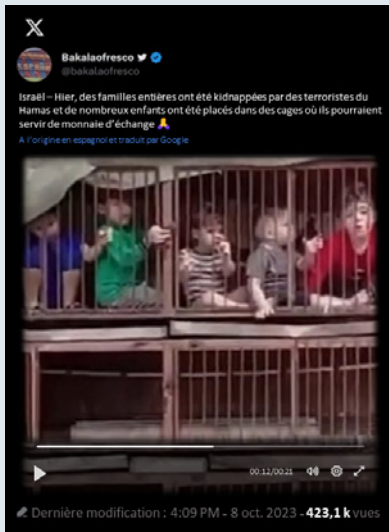 X
Bakalaofresco
@bakalaofresco
Israël – Hier, des familles entières ont été kidnappées par des terroristes du
Hamas et de nombreux enfants ont été placés dans des cages où ils pourraient
servir de monnaie d'échange 🙏
A l'origine en espagnol et traduit par Google
00:12/00:21
Dernière modification : 4:09 PM - 8 oct. 2023 - 423,1 k vues